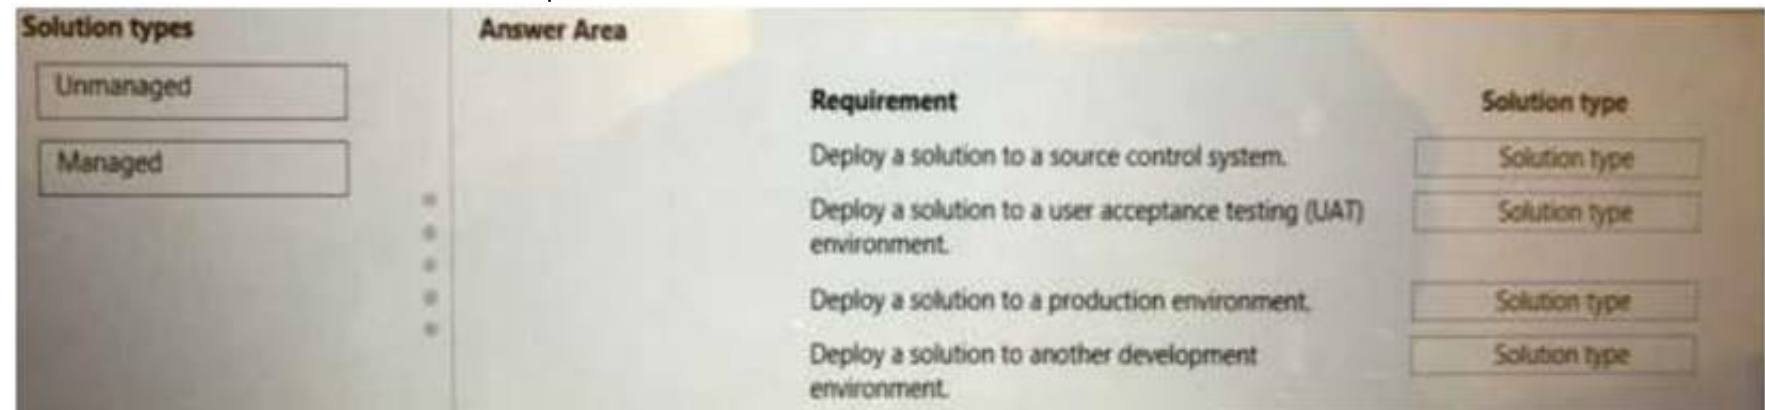 Solution types
Answer Area
Unmanaged
Managed
Requirement
Solution type
Deploy a solution to a source control system.
Solution type
Deploy a solution to a user acceptance testing (UAT)
environment.
Solution type
Deploy a solution to a production environment.
Solution type
Deploy a solution to another development
environment.
Solution type